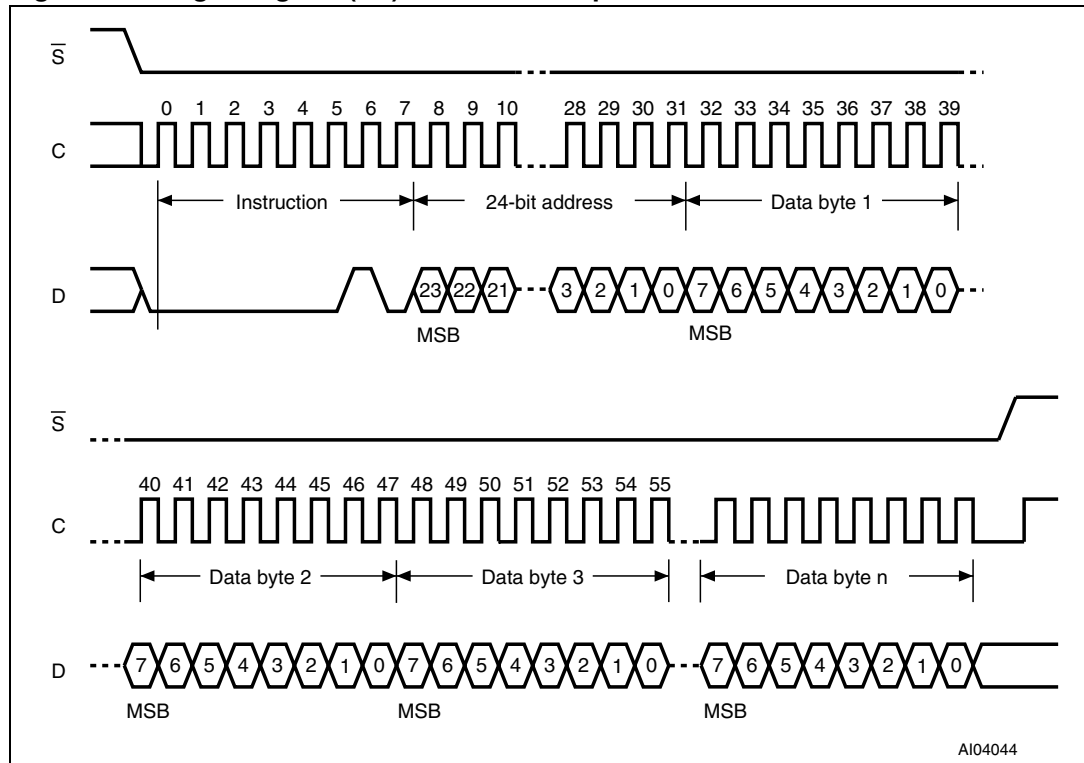 S
0 1 2 3 4 5 6 7 8 9 10 28 29 30 31 32 33 34 35 36 37 38 39
C
Instruction 24-bit address Data byte 1
D 23 22 21 3 2 1 0 7 6 5 4 3 2 1 0
MSB MSB
S
40 41 42 43 44 45 46 47 48 49 50 51 52 53 54 55
C
Data byte 2 Data byte 3 Data byte n
D 7 6 5 4 3 2 1 0 7 6 5 4 3 2 1 0 7 6 5 4 3 2 1 0
MSB MSB MSB
AI04044